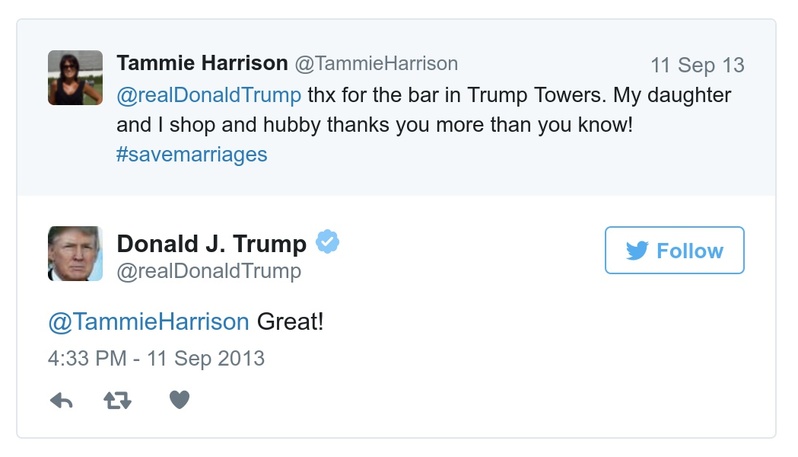 Tammie Harrison @TammieHarrison 11 Sep 13
@realDonaldTrump thx for the bar in Trump Towers. My daughter
and I shop and hubby thanks you more than you know!
#savemarriages
Donald J. Trump
@realDonaldTrump
Follow
@TammieHarrison Great!
4:33 PM - 11 Sep 2013